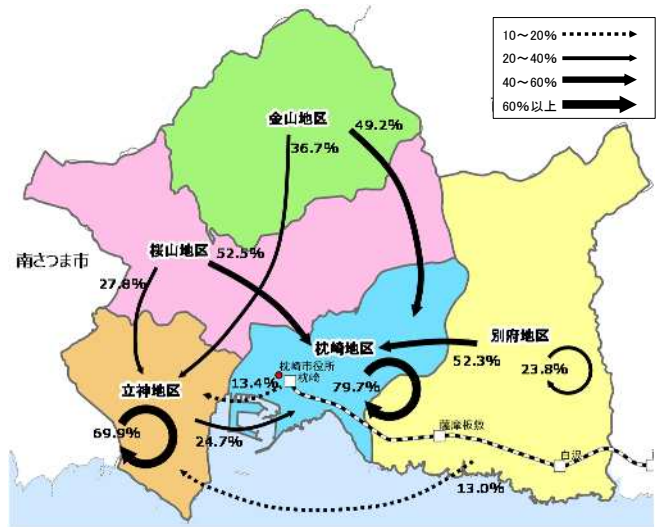 10～20%
20～40%
40～60%
60%以上
金山地区
49.2%
36.7%
桜山地区
52.5%
南さつま市
27.8%
枕崎地区
別府地区
52.3%
23.8%
枕崎市役所
枕崎
立神地区
13.4%
79.7%
69.9%
24.7%
薩摩板敷
白沢
13.0%